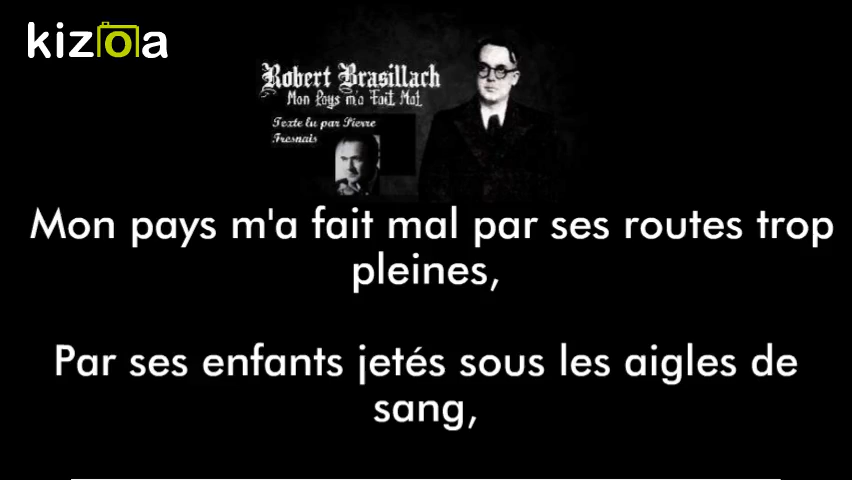 kizoa
Robert Brasillach
Mon Pays m'a Fait Mal
Texte lu par Pierre
Fresnais
Mon pays m'a fait mal par ses routes trop
pleines,
Par ses enfants jetés sous les aigles de
sang,